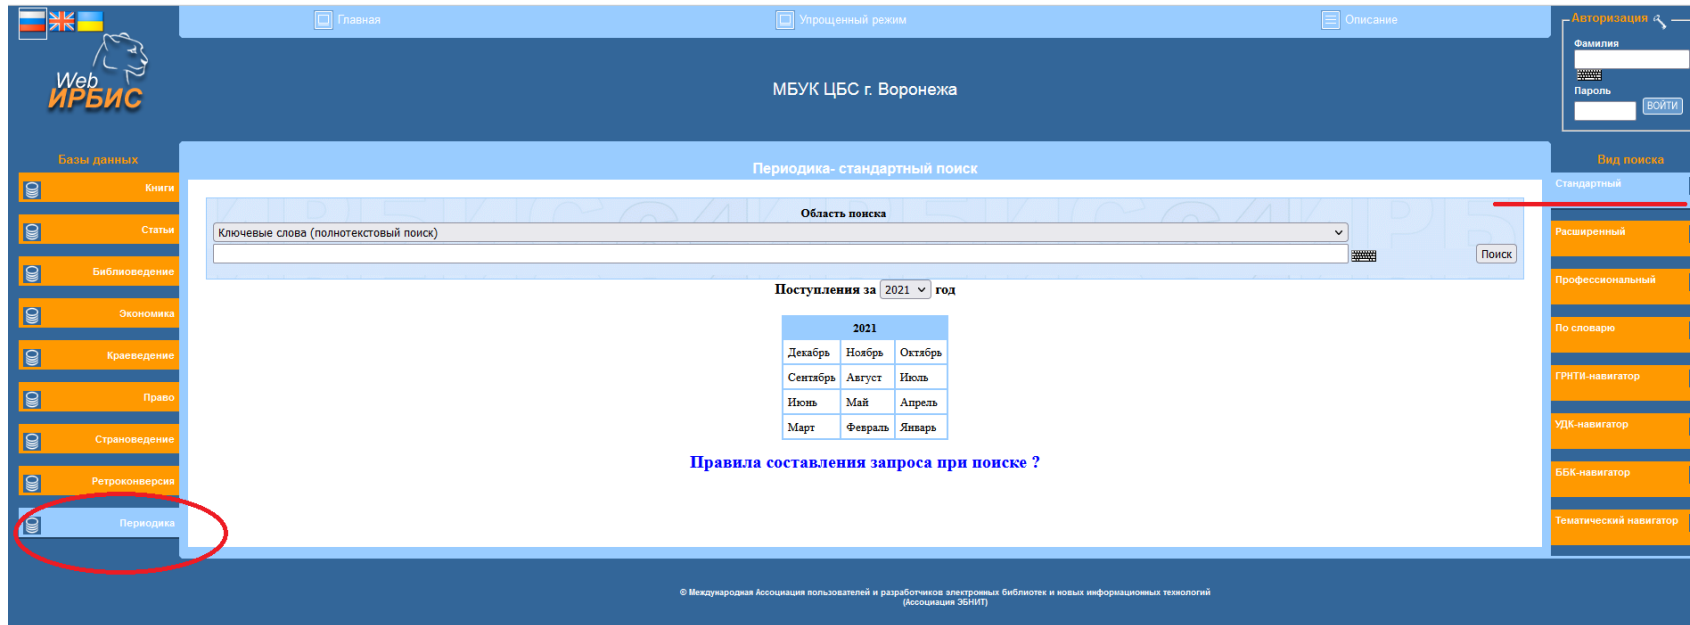 Главная
Упрощенный режим
Описание
Авторизация
Фамилия
Пароль
ВОЙТИ
Web
ИРБИС
МБУК ЦБС г. Воронежа
Базы данных
Книги
Статьи
Библиоведение
Экономика
Краеведение
Право
Страноведение
Ретроконверсия
Периодика
Периодика- стандартный поиск
Область поиска
Ключевые слова (полнотекстовый поиск)
Поиск
Поступления за 2021 год
2021
Декабрь Ноябрь Октябрь
Сентябрь Август Июль
Июнь Май Апрель
Март Февраль Январь
Правила составления запроса при поиске ?
Вид поиска
Стандартный
Расширенный
Профессиональный
По словарю
ГРНТИ-навигатор
УДК-навигатор
ББК-навигатор
Тематический навигатор
© Международная Ассоциация пользователей и разработчиков электронных библиотек и новых информационных технологий
(Ассоциация ЭБНИТ)